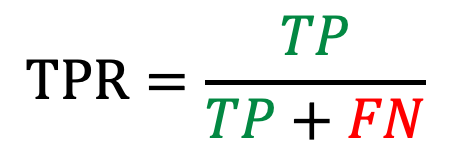 TPR = TP / TP + FN